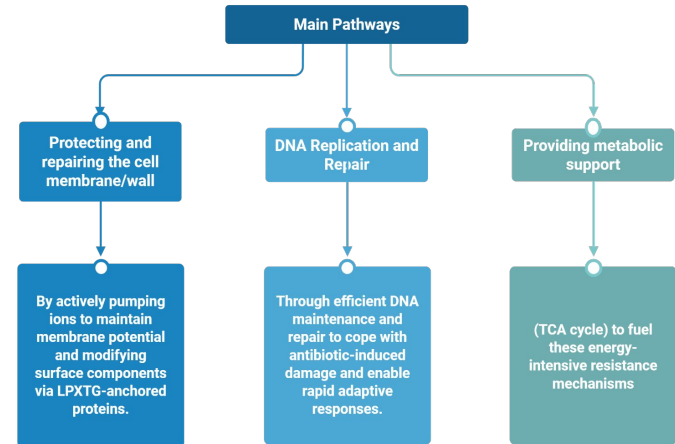 Main Pathways
Protecting and
repairing the cell
membrane/wall
DNA Replication and
Repair
Providing metabolic
support
By actively pumping
ions to maintain
membrane potential
and modifying
surface components
via LPXTG-anchored
proteins.
Through efficient DNA
maintenance and
repair to cope with
antibiotic-induced
damage and enable
rapid adaptive
responses.
(TCA cycle) to fuel
these energy-
intensive resistance
mechanisms